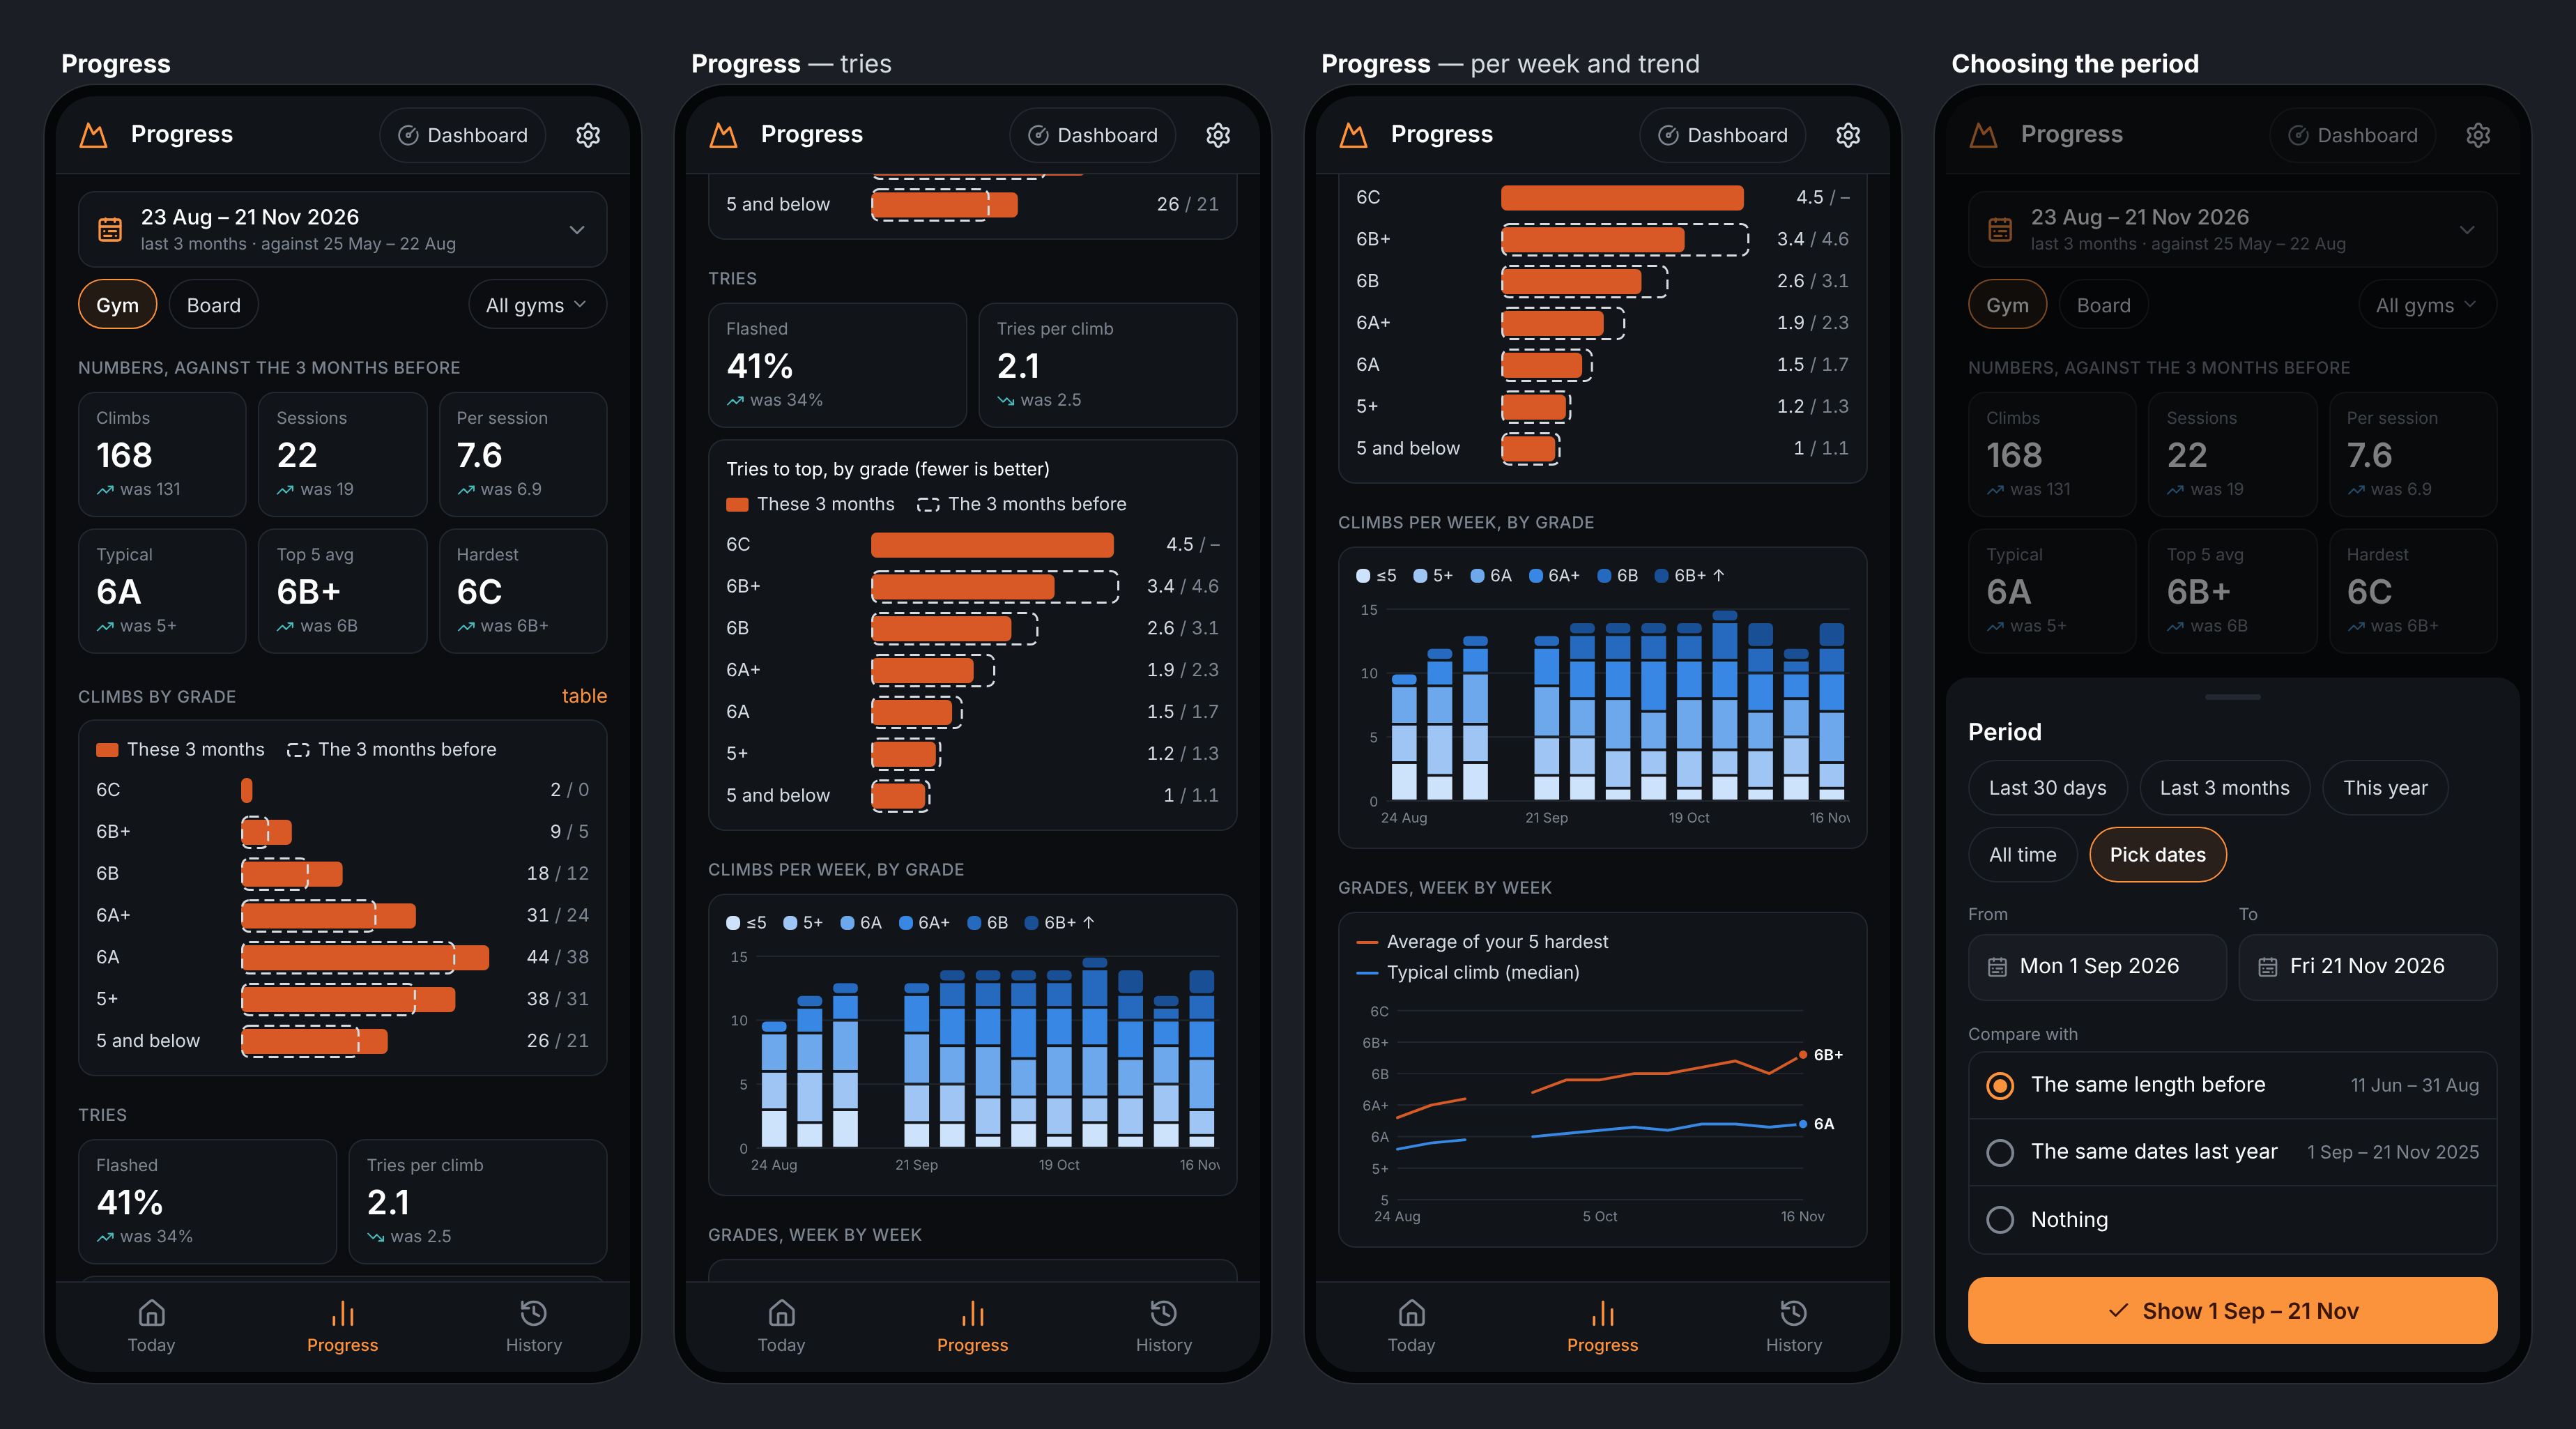 Progress
Progress
Dashboard
23 Aug – 21 Nov 2026
last 3 months · against 25 May – 22 Aug
Gym
Board
All gyms
NUMBERS, AGAINST THE 3 MONTHS BEFORE
Climbs
168
was 131
Sessions
22
was 19
Per session
7.6
was 6.9
Typical
6A
was 5+
Top 5 avg
6B+
was 6B
Hardest
6C
was 6B+
CLIMBS BY GRADE
table
These 3 months
The 3 months before
6C 2 / 0
6B+ 9 / 5
6B 18 / 12
6A+ 31 / 24
6A 44 / 38
5+ 38 / 31
5 and below 26 / 21
TRIES
Flashed
41%
was 34%
Tries per climb
2.1
was 2.5
Today
Progress
History
Progress — tries
Progress
Dashboard
5 and below 26 / 21
TRIES
Flashed
41%
was 34%
Tries per climb
2.1
was 2.5
Tries to top, by grade (fewer is better)
These 3 months
The 3 months before
6C 4.5 / –
6B+ 3.4 / 4.6
6B 2.6 / 3.1
6A+ 1.9 / 2.3
6A 1.5 / 1.7
5+ 1.2 / 1.3
5 and below 1 / 1.1
CLIMBS PER WEEK, BY GRADE
≤5 5+ 6A 6A+ 6B 6B+ ↑
15
10
5
0
24 Aug 21 Sep 19 Oct 16 Nov
GRADES, WEEK BY WEEK
Today
Progress
History
Progress — per week and trend
Progress
Dashboard
6C 4.5 / –
6B+ 3.4 / 4.6
6B 2.6 / 3.1
6A+ 1.9 / 2.3
6A 1.5 / 1.7
5+ 1.2 / 1.3
5 and below 1 / 1.1
CLIMBS PER WEEK, BY GRADE
≤5 5+ 6A 6A+ 6B 6B+ ↑
15
10
5
0
24 Aug 21 Sep 19 Oct 16 Nov
GRADES, WEEK BY WEEK
Average of your 5 hardest
Typical climb (median)
6C
6B+
6B
6A+
6A
5+
5
6B+
6A
24 Aug 5 Oct 16 Nov
Today
Progress
History
Choosing the period
Progress
Dashboard
23 Aug – 21 Nov 2026
last 3 months · against 25 May – 22 Aug
Gym
Board
All gyms
NUMBERS, AGAINST THE 3 MONTHS BEFORE
Climbs
168
was 131
Sessions
22
was 19
Per session
7.6
was 6.9
Typical
6A
was 5+
Top 5 avg
6B+
was 6B
Hardest
6C
was 6B+
Period
Last 30 days
Last 3 months
This year
All time
Pick dates
From
Mon 1 Sep 2026
To
Fri 21 Nov 2026
Compare with
The same length before 11 Jun – 31 Aug
The same dates last year 1 Sep – 21 Nov 2025
Nothing
Show 1 Sep – 21 Nov